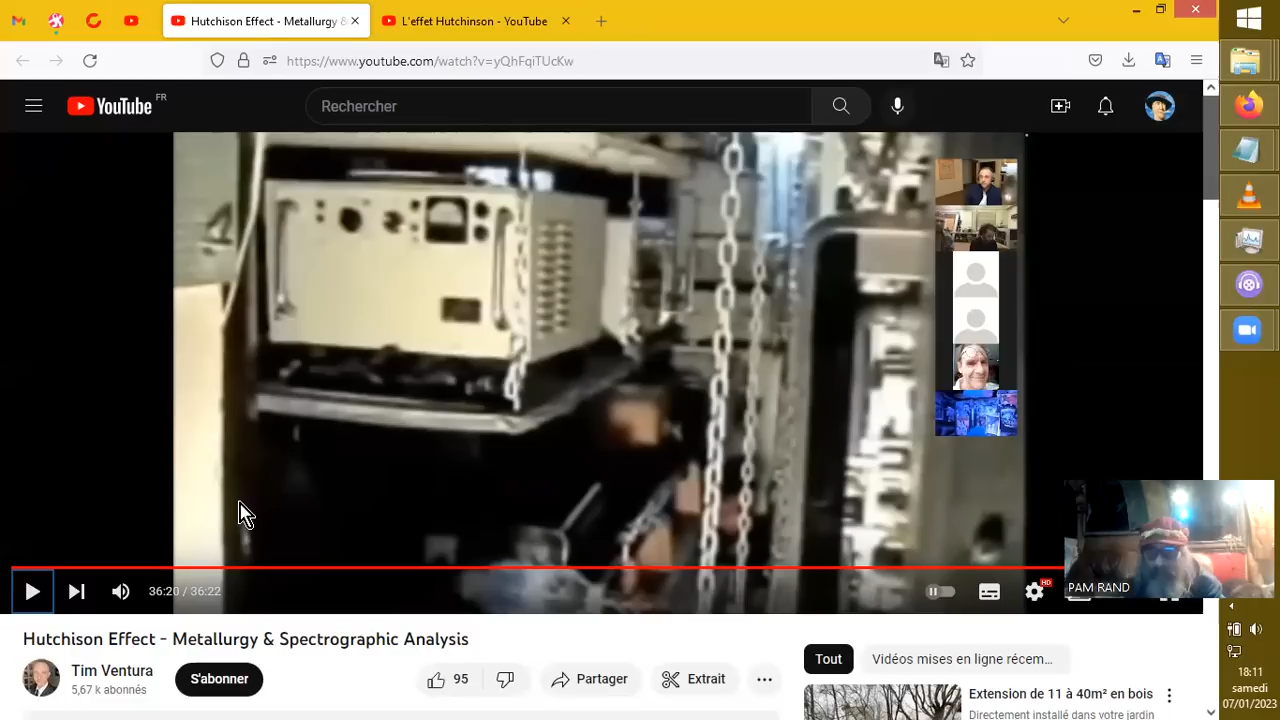 Hutchison Effect - Metallurgy &
L'effet Hutchinson - YouTube
https://www.youtube.com/watch?v=
YouTube FR
Rechercher
PAM RAND
36:20 / 36:22
HD
Hutchison Effect - Metallurgy & Spectrographic Analysis
Tim Ventura
5,67 k abonnés
S'abonner
95
Partager
Extrait
Tout
Vidéos mises en ligne récem...
Extension de 11 à 40m² en bois
Directement installé dans votre jardin
18:11
samedi
07/01/2023